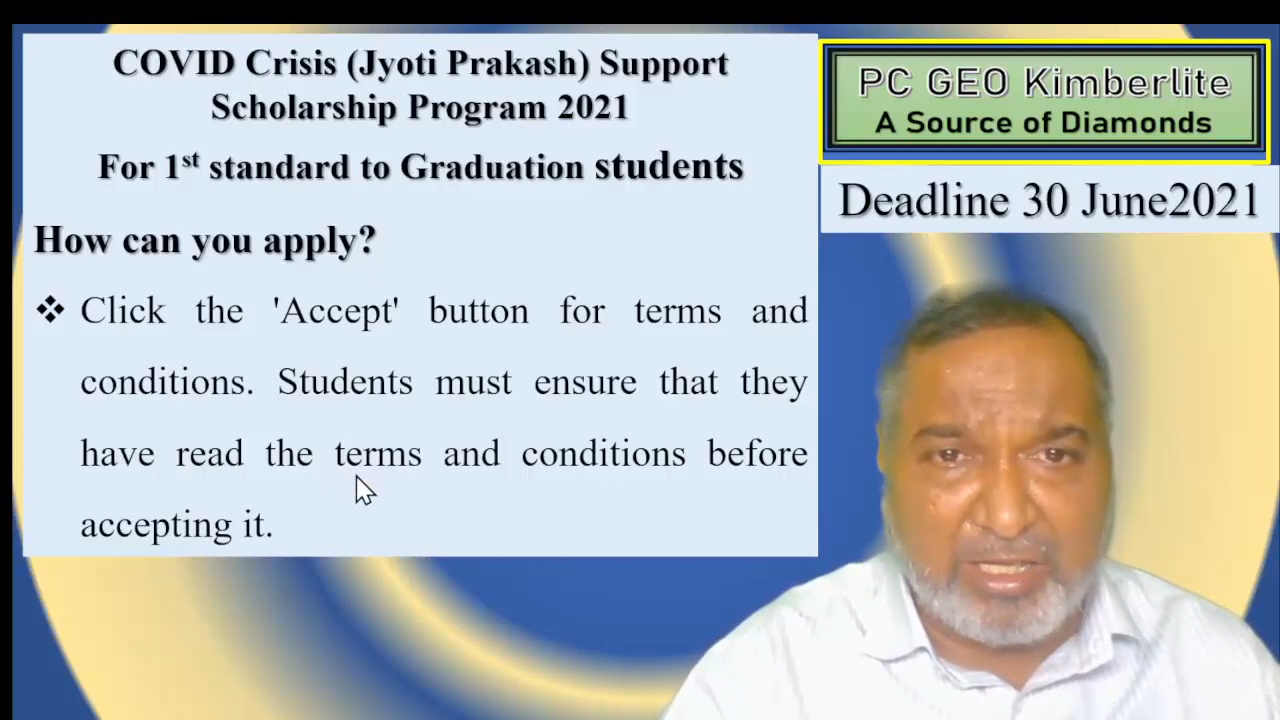 COVID Crisis (Jyoti Prakash) Support
Scholarship Program 2021
For 1st standard to Graduation students
How can you apply?
❖ Click the 'Accept' button for terms and
conditions. Students must ensure that they
have read the terms and conditions before
accepting it.
PC GEO Kimberlite
A Source of Diamonds
Deadline 30 June2021